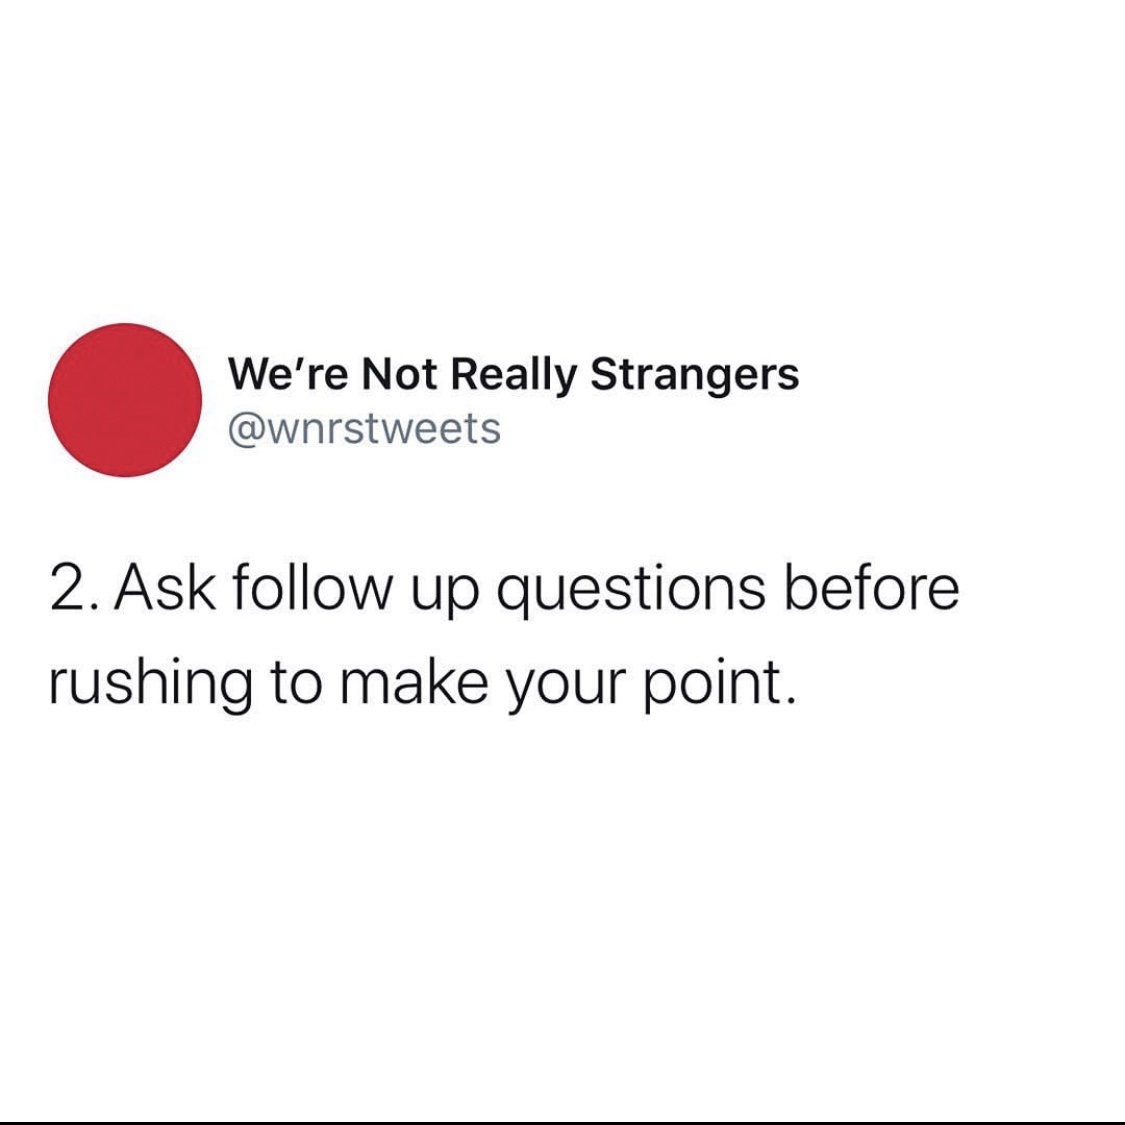 We’re Not Really Strangers
@wnrstweets
2. Ask follow up questions before
rushing to make your point.